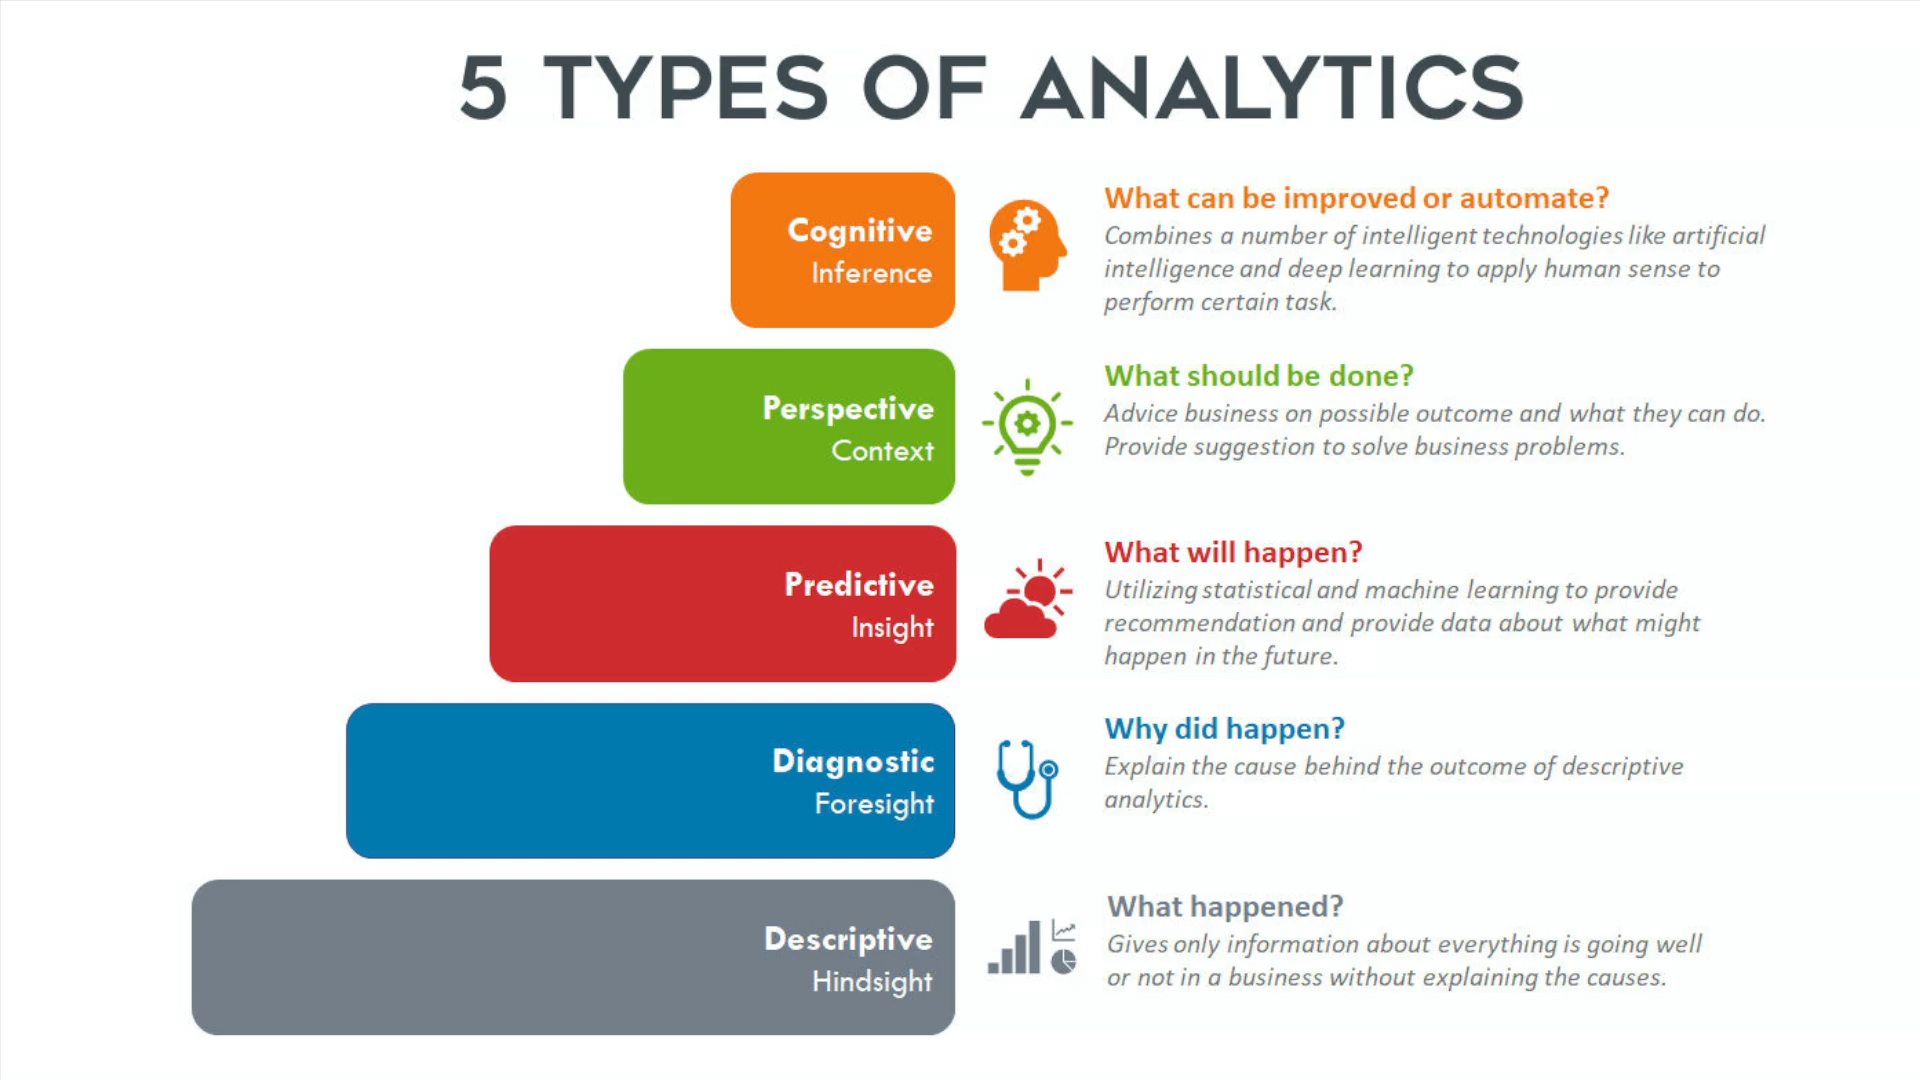 5 TYPES OF ANALYTICS
Cognitive
Inference
What can be improved or automate?
Combines a number of intelligent technologies like artificial
intelligence and deep learning to apply human sense to
perform certain task.
Perspective
Context
What should be done?
Advice business on possible outcome and what they can do.
Provide suggestion to solve business problems.
Predictive
Insight
What will happen?
Utilizing statistical and machine learning to provide
recommendation and provide data about what might
happen in the future.
Diagnostic
Foresight
Why did happen?
Explain the cause behind the outcome of descriptive
analytics.
Descriptive
Hindsight
What happened?
Gives only information about everything is going well
or not in a business without explaining the causes.